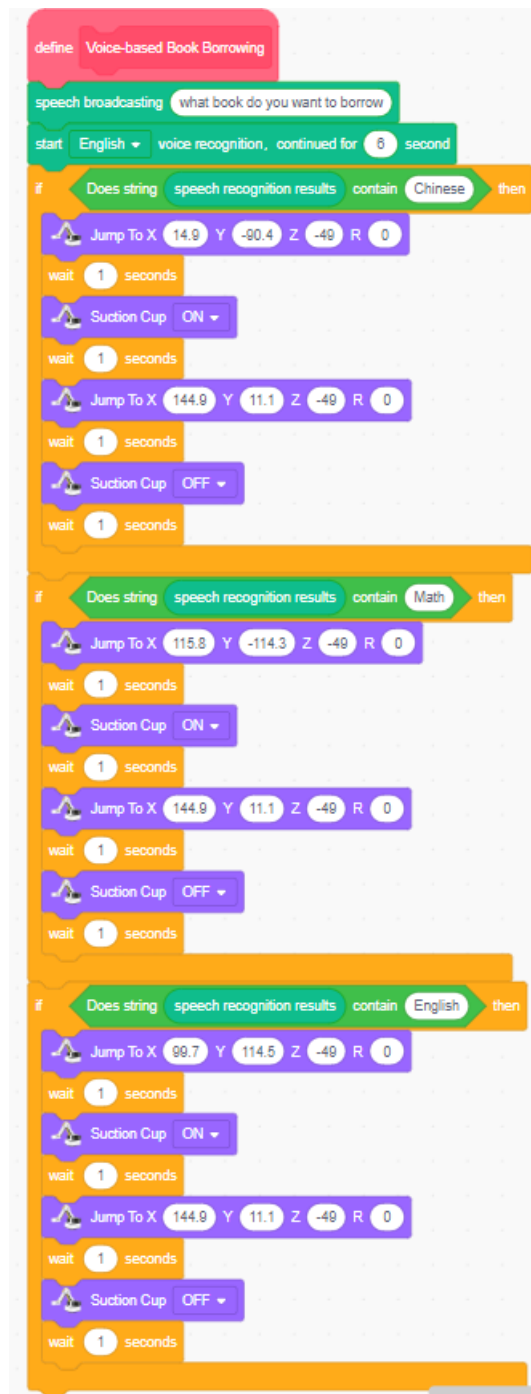 define Voice-based Book Borrowing
speech broadcasting what book do you want to borrow
start English voice recognition, continued for 6 second
if Does string speech recognition results contain Chinese then
Jump To X 14.9 Y -90.4 Z -49 R 0
wait 1 seconds
Suction Cup ON
wait 1 seconds
Jump To X 144.9 Y 11.1 Z -49 R 0
wait 1 seconds
Suction Cup OFF
wait 1 seconds
if Does string speech recognition results contain Math then
Jump To X 115.8 Y -114.3 Z -49 R 0
wait 1 seconds
Suction Cup ON
wait 1 seconds
Jump To X 144.9 Y 11.1 Z -49 R 0
wait 1 seconds
Suction Cup OFF
wait 1 seconds
if Does string speech recognition results contain English then
Jump To X 99.7 Y 114.5 Z -49 R 0
wait 1 seconds
Suction Cup ON
wait 1 seconds
Jump To X 144.9 Y 11.1 Z -49 R 0
wait 1 seconds
Suction Cup OFF
wait 1 seconds